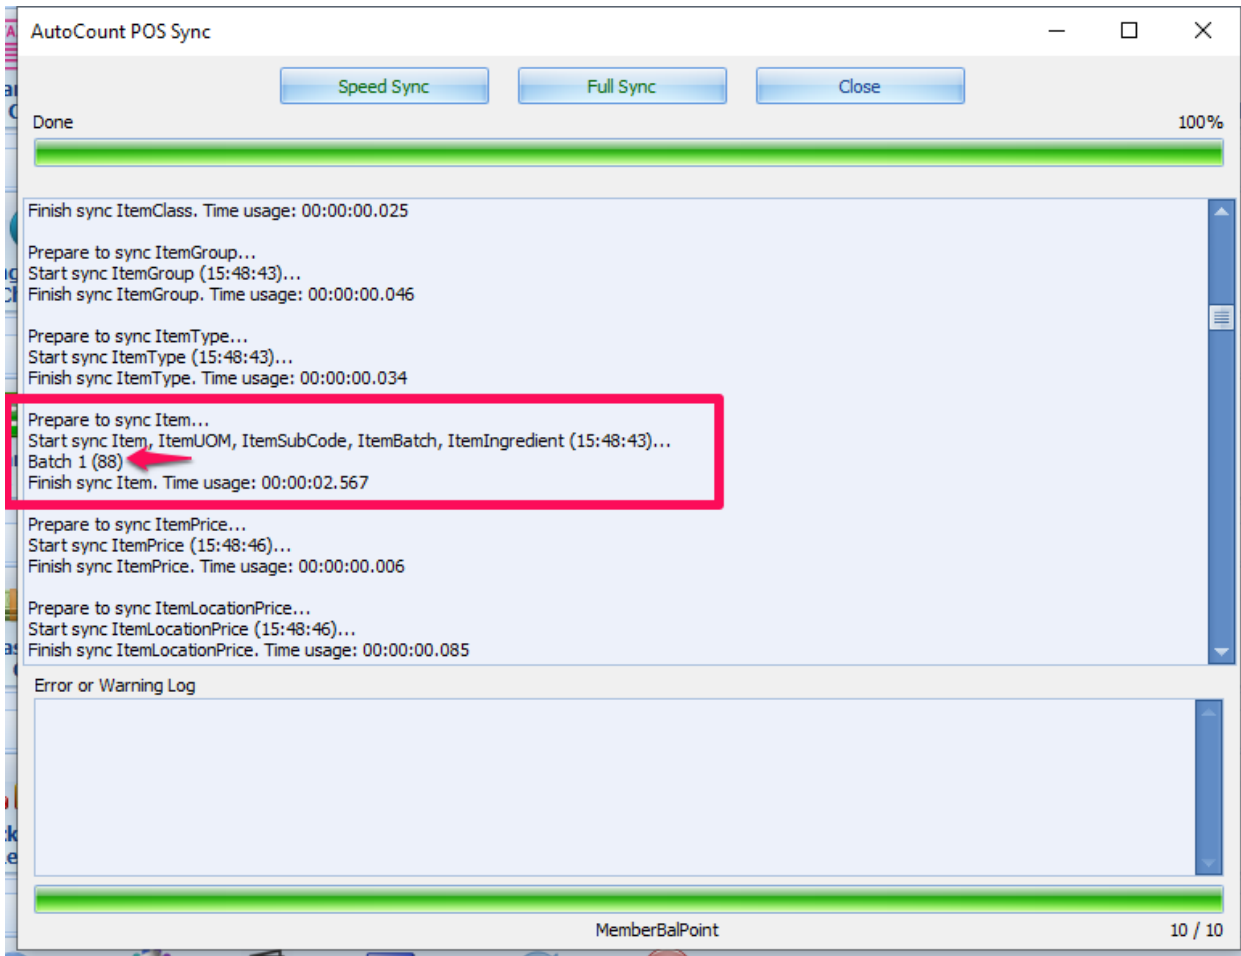 AutoCount POS Sync
Speed Sync
Full Sync
Close
Done
100%
Finish sync ItemClass. Time usage: 00:00:00.025
Prepare to sync ItemGroup...
Start sync ItemGroup (15:48:43)...
Finish sync ItemGroup. Time usage: 00:00:00.046
Prepare to sync ItemType...
Start sync ItemType (15:48:43)...
Finish sync ItemType. Time usage: 00:00:00.034
Prepare to sync Item...
Start sync Item, ItemUOM, ItemSubCode, ItemBatch, ItemIngredient (15:48:43)...
Batch 1 (88)
Finish sync Item. Time usage: 00:00:02.567
Prepare to sync ItemPrice...
Start sync ItemPrice (15:48:46)...
Finish sync ItemPrice. Time usage: 00:00:00.006
Prepare to sync ItemLocationPrice...
Start sync ItemLocationPrice (15:48:46)...
Finish sync ItemLocationPrice. Time usage: 00:00:00.085
Error or Warning Log
MemberBalPoint
10 / 10